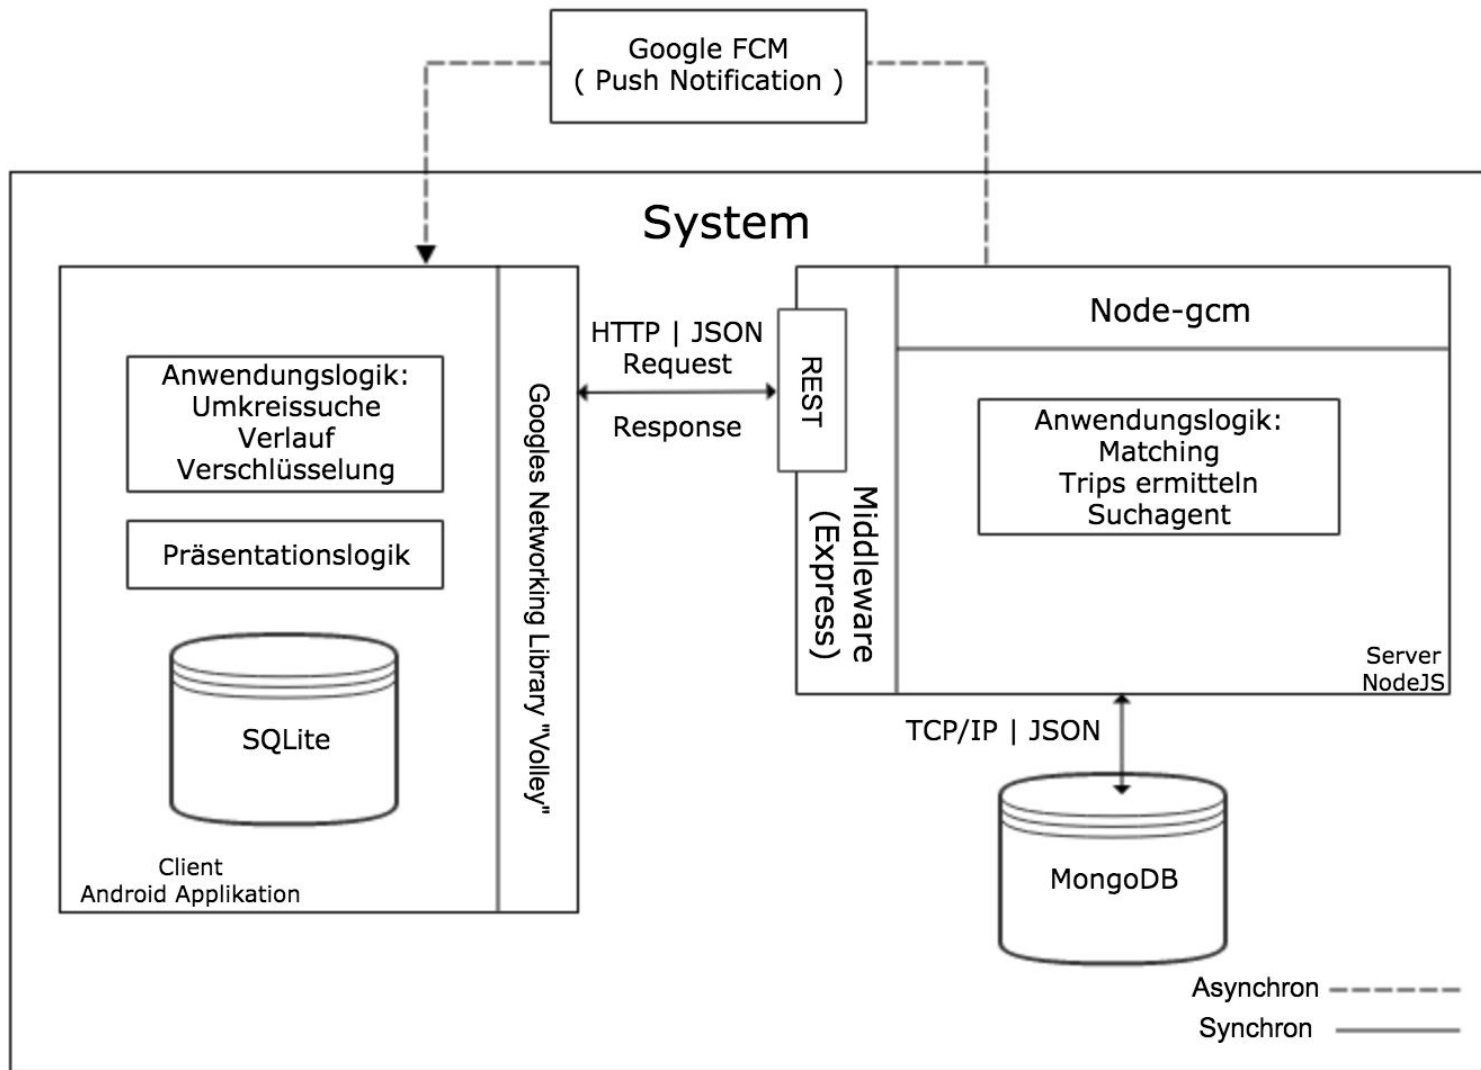 Google FCM
( Push Notification )
System
Anwendungslogik:
Umkreissuche
Verlauf
Verschlüsselung
Präsentationslogik
SQLite
Client
Android Applikation
Googles Networking Library "Volley"
HTTP | JSON
Request
Response
REST
Middleware
(Express)
Node-gcm
Anwendungslogik:
Matching
Trips ermitteln
Suchagent
Server
NodeJS
TCP/IP | JSON
MongoDB
Asynchron
Synchron